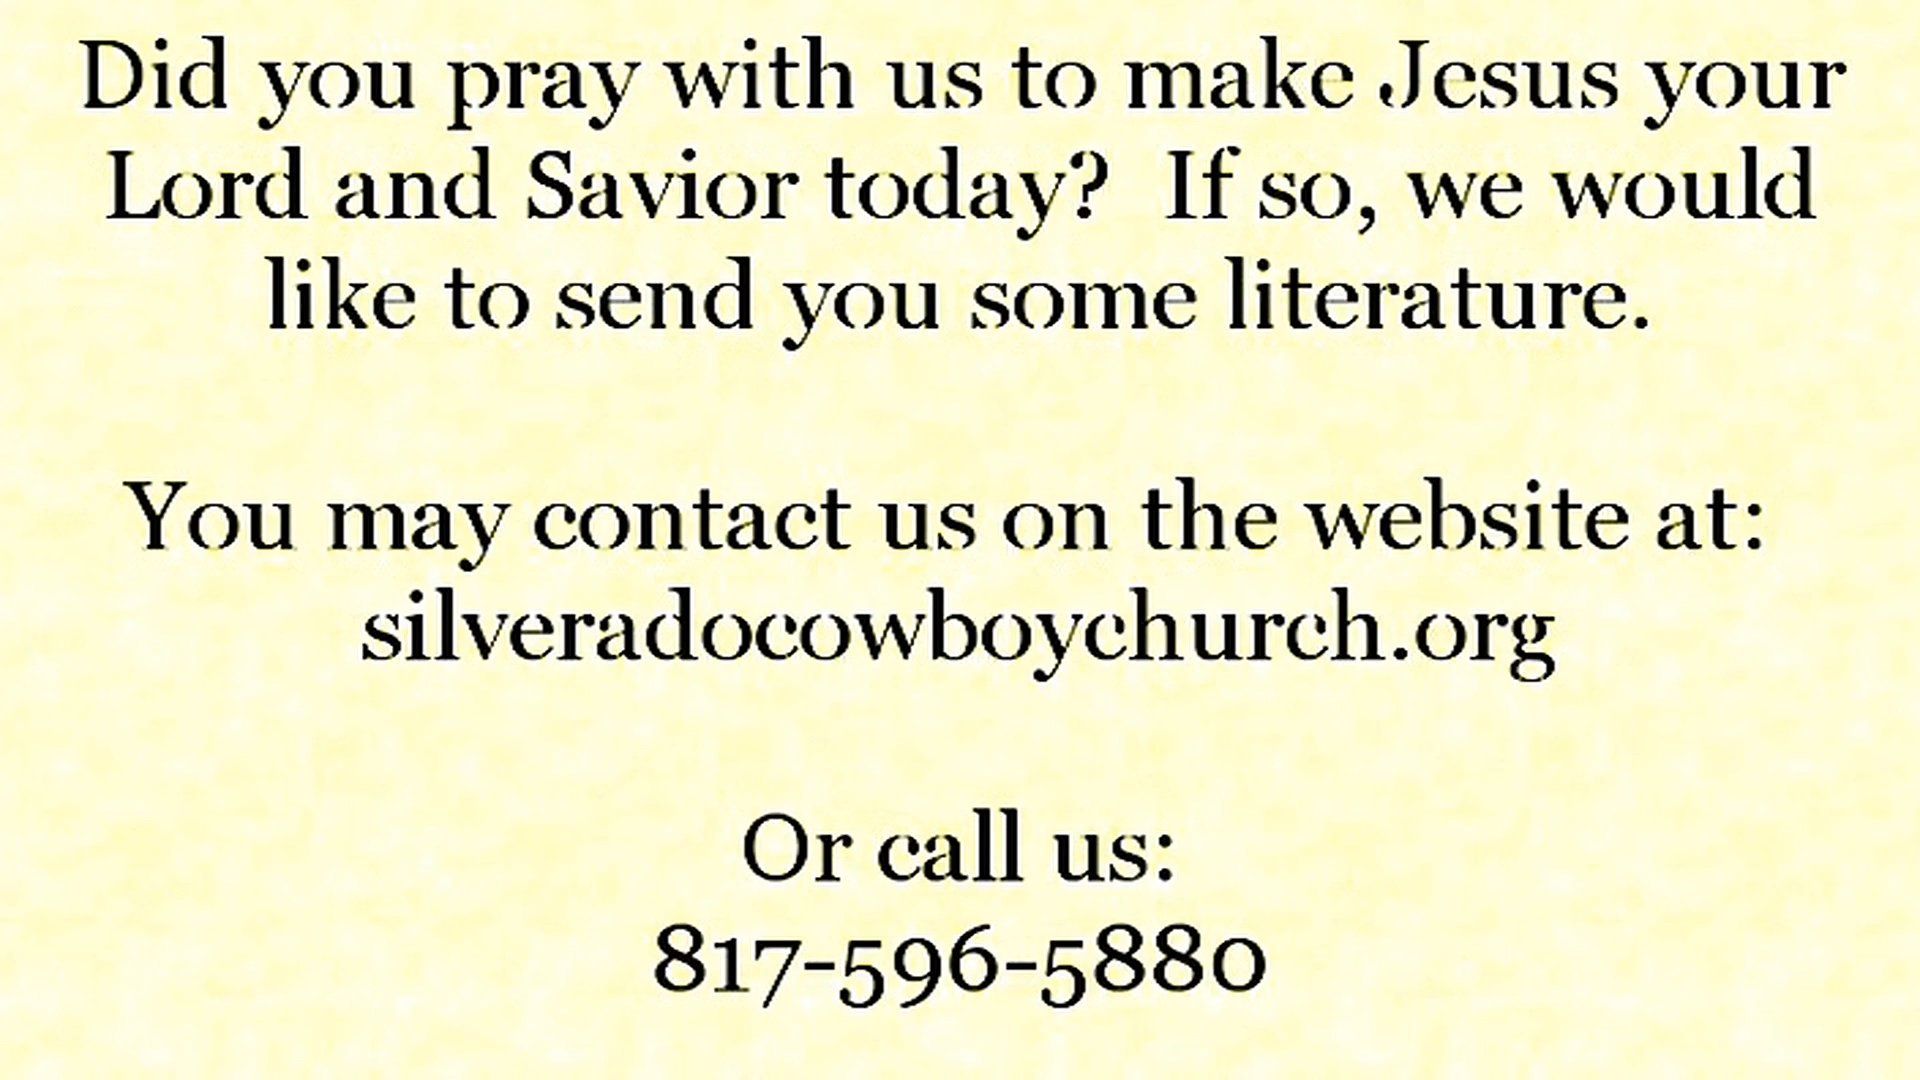 Did you pray with us to make Jesus your
Lord and Savior today?  If so, we would
like to send you some literature.
You may contact us on the website at:
silveradocowboychurch.org
Or call us:
817-596-5880